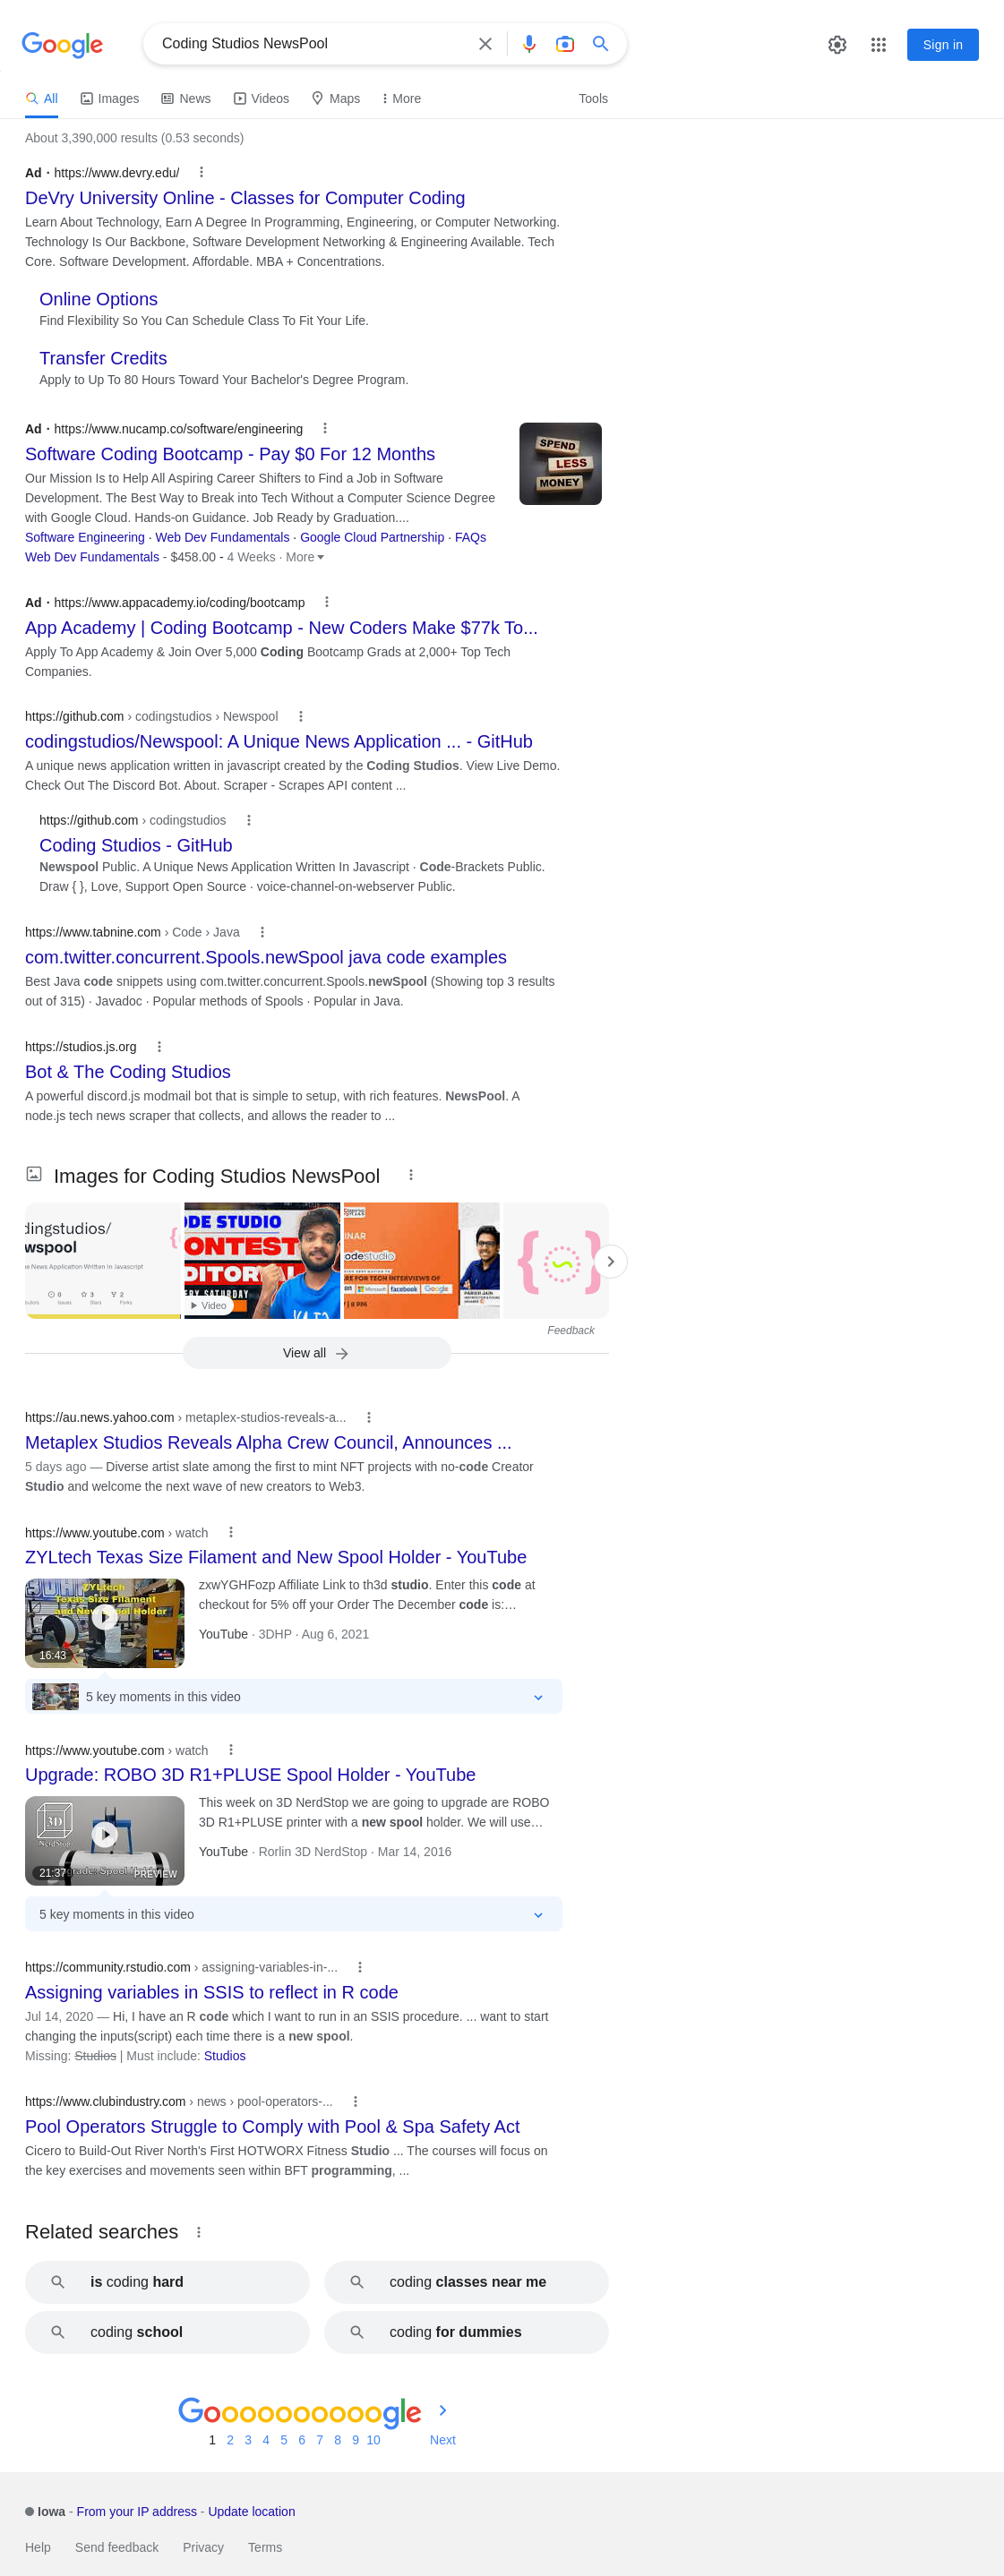 Google
Coding Studios NewsPool
Sign in
All
Images
News
Videos
Maps
More
Tools
About 3,390,000 results (0.53 seconds)
Ad · https://www.devry.edu/
DeVry University Online - Classes for Computer Coding
Learn About Technology, Earn A Degree In Programming, Engineering, or Computer Networking.
Technology Is Our Backbone, Software Development Networking & Engineering Available. Tech
Core. Software Development. Affordable. MBA + Concentrations.
Online Options
Find Flexibility So You Can Schedule Class To Fit Your Life.
Transfer Credits
Apply to Up To 80 Hours Toward Your Bachelor's Degree Program.
Ad · https://www.nucamp.co/software/engineering
Software Coding Bootcamp - Pay $0 For 12 Months
SPEND
LESS
MONEY
Our Mission Is to Help All Aspiring Career Shifters to Find a Job in Software
Development. The Best Way to Break into Tech Without a Computer Science Degree
with Google Cloud. Hands-on Guidance. Job Ready by Graduation....
Software Engineering · Web Dev Fundamentals · Google Cloud Partnership · FAQs
Web Dev Fundamentals - $458.00 - 4 Weeks · More
Ad · https://www.appacademy.io/coding/bootcamp
App Academy | Coding Bootcamp - New Coders Make $77k To...
Apply To App Academy & Join Over 5,000 Coding Bootcamp Grads at 2,000+ Top Tech
Companies.
https://github.com › codingstudios › Newspool
codingstudios/Newspool: A Unique News Application ... - GitHub
A unique news application written in javascript created by the Coding Studios. View Live Demo.
Check Out The Discord Bot. About. Scraper - Scrapes API content ...
https://github.com › codingstudios
Coding Studios - GitHub
Newspool Public. A Unique News Application Written In Javascript · Code-Brackets Public.
Draw { }, Love, Support Open Source · voice-channel-on-webserver Public.
https://www.tabnine.com › Code › Java
com.twitter.concurrent.Spools.newSpool java code examples
Best Java code snippets using com.twitter.concurrent.Spools.newSpool (Showing top 3 results
out of 315) · Javadoc · Popular methods of Spools · Popular in Java.
https://studios.js.org
Bot & The Coding Studios
A powerful discord.js modmail bot that is simple to setup, with rich features. NewsPool. A
node.js tech news scraper that collects, and allows the reader to ...
Images for Coding Studios NewsPool
dingstudios/
wspool
ne News Application Written In Javascript
0
3
2
Issues
Stars
Forks
ODE STUDIO
ONTEST
DITORIAL
RY SATURDAY
Video
INAR
codestudio
RE FOR TECH INTERVIEWS OF
Microsoft
facebook
Google
Feedback
View all
https://au.news.yahoo.com › metaplex-studios-reveals-a...
Metaplex Studios Reveals Alpha Crew Council, Announces ...
5 days ago — Diverse artist slate among the first to mint NFT projects with no-code Creator
Studio and welcome the next wave of new creators to Web3.
https://www.youtube.com › watch
ZYLtech Texas Size Filament and New Spool Holder - YouTube
ZYLtech
Texas Size Filament
and New Spool Holder
16:43
zxwYGHFozp Affiliate Link to th3d studio. Enter this code at
checkout for 5% off your Order The December code is:…
YouTube · 3DHP · Aug 6, 2021
5 key moments in this video
https://www.youtube.com › watch
Upgrade: ROBO 3D R1+PLUSE Spool Holder - YouTube
3D
NerdStop
21:37
PREVIEW
This week on 3D NerdStop we are going to upgrade are ROBO
3D R1+PLUSE printer with a new spool holder. We will use…
YouTube · Rorlin 3D NerdStop · Mar 14, 2016
5 key moments in this video
https://community.rstudio.com › assigning-variables-in-...
Assigning variables in SSIS to reflect in R code
Jul 14, 2020 — Hi, I have an R code which I want to run in an SSIS procedure. ... want to start
changing the inputs(script) each time there is a new spool.
Missing: Studios | Must include: Studios
https://www.clubindustry.com › news › pool-operators-...
Pool Operators Struggle to Comply with Pool & Spa Safety Act
Cicero to Build-Out River North's First HOTWORX Fitness Studio ... The courses will focus on
the key exercises and movements seen within BFT programming, ...
Related searches
is coding hard
coding classes near me
coding school
coding for dummies
Goooooooooogle
1 2 3 4 5 6 7 8 9 10 Next
Iowa - From your IP address - Update location
Help Send feedback Privacy Terms